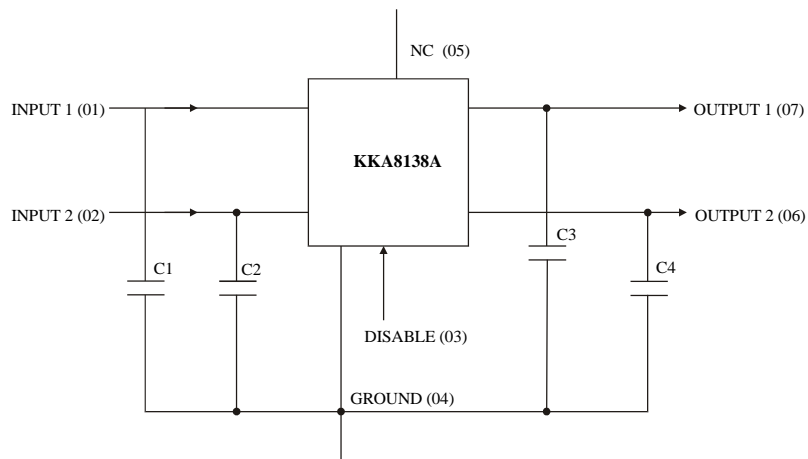 NC (05)
INPUT 1 (01)
OUTPUT 1 (07)
KKA8138A
INPUT 2 (02)
OUTPUT 2 (06)
C3
C1
C2
C4
DISABLE (03)
GROUND (04)